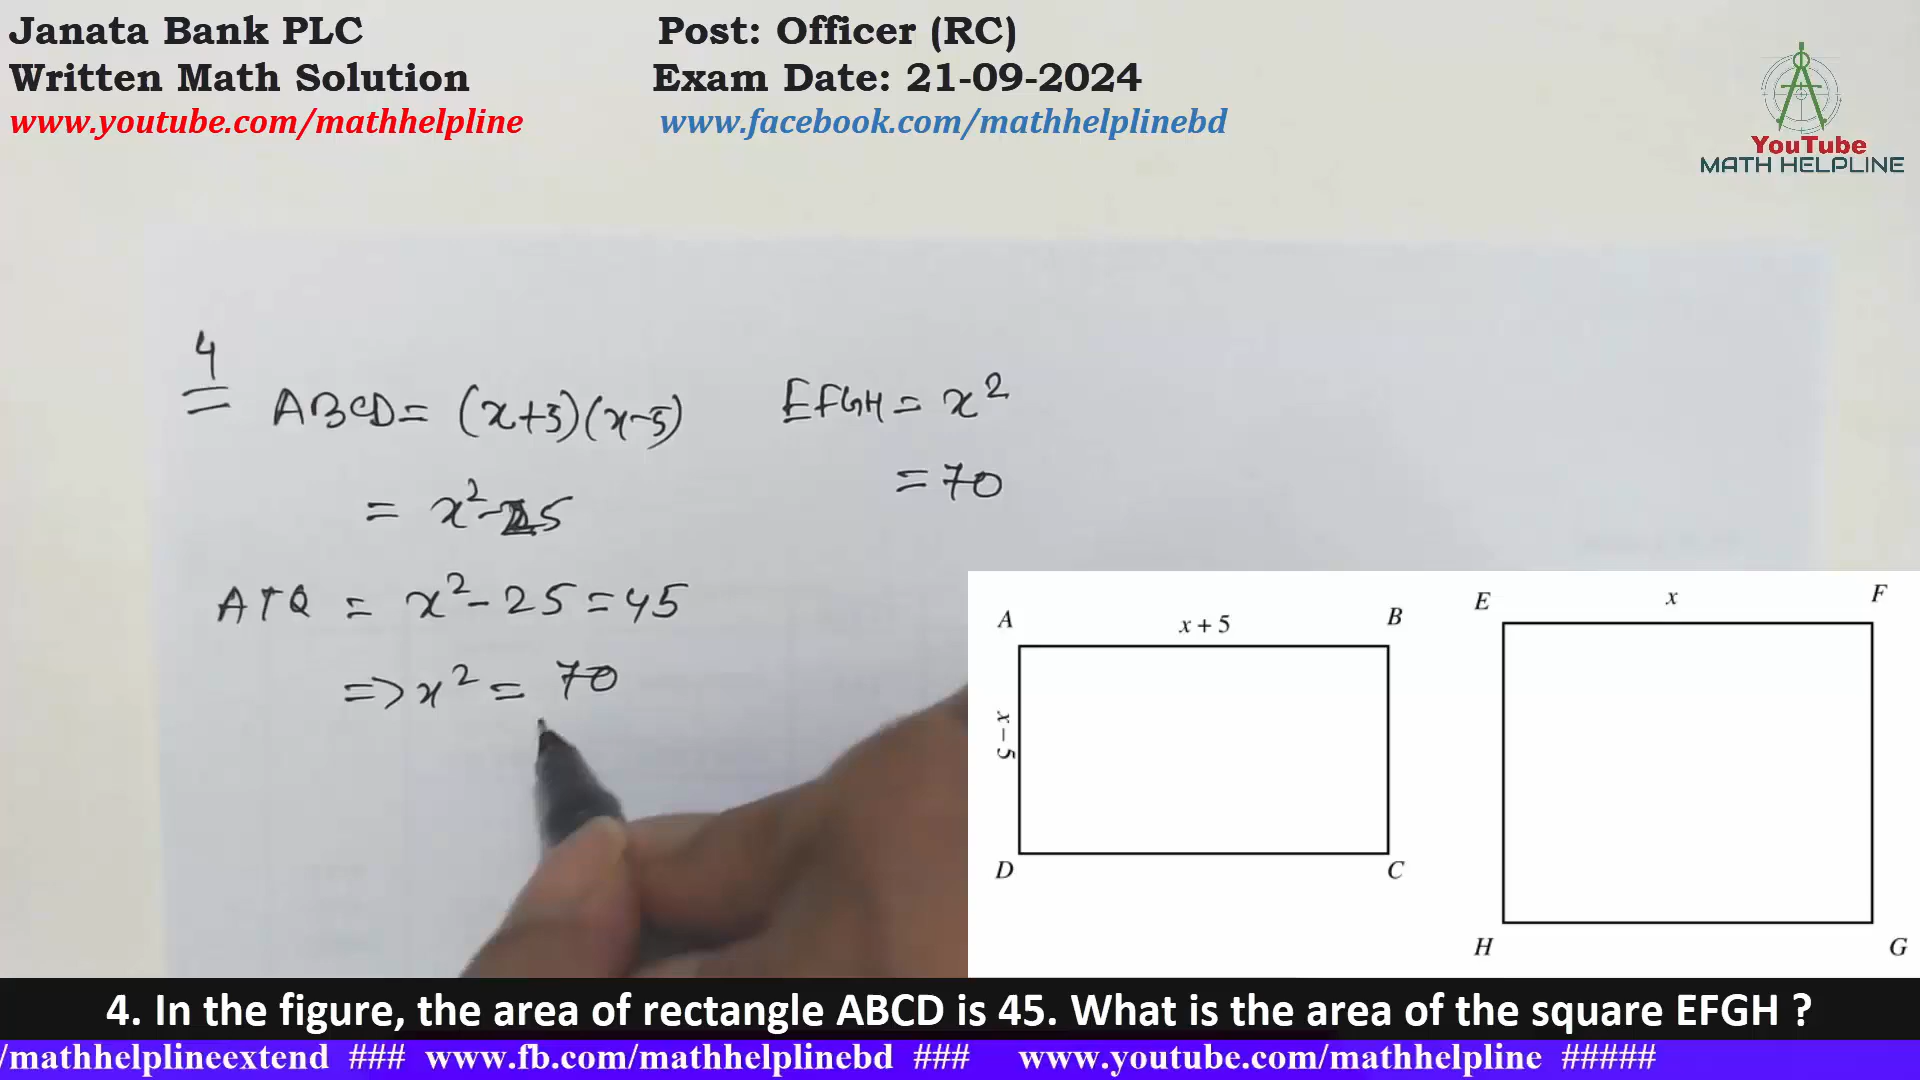 Janata Bank PLC
Post: Officer (RC)
Written Math Solution
Exam Date: 21-09-2024
www.youtube.com/mathhelpline
www.facebook.com/mathhelplinebd
YouTube
MATH HELPLINE
4
ABCD = (x+5)(x-5)
= x²-25
ATQ = x²-25=45
=> x² = 70
EFGH = x²
= 70
A
x + 5
B
x – 5
D
C
E
x
F
H
G
4. In the figure, the area of rectangle ABCD is 45. What is the area of the square EFGH ?
/mathhelplineextend ### www.fb.com/mathhelplinebd ### www.youtube.com/mathhelpline #####